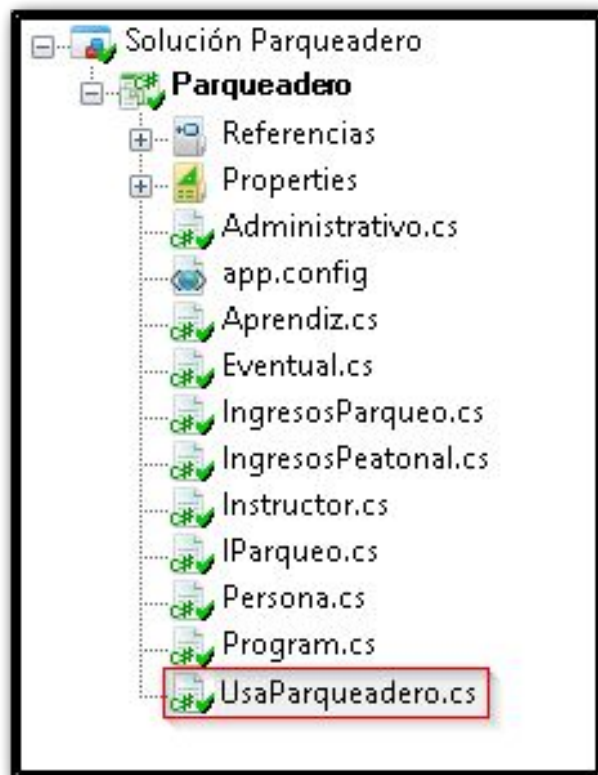 Solución Parqueadero
Parqueadero
Referencias
Properties
Administrativo.cs
app.config
Aprendiz.cs
Eventual.cs
IngresosParqueo.cs
IngresosPeatonal.cs
Instructor.cs
IParqueo.cs
Persona.cs
Program.cs
UsaParqueadero.cs